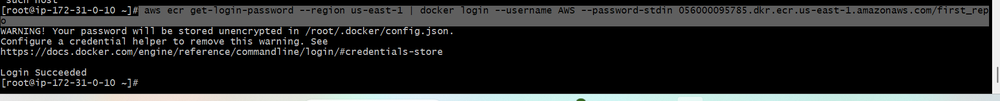 such host
[root@ip-172-31-0-10 ~]# aws ecr get-login-password --region us-east-1 | docker login --username AWS --password-stdin 056000095785.dkr.ecr.us-east-1.amazonaws.com/first_rep
o
WARNING! Your password will be stored unencrypted in /root/.docker/config.json.
Configure a credential helper to remove this warning. See
https://docs.docker.com/engine/reference/commandline/login/#credentials-store
Login Succeeded
[root@ip-172-31-0-10 ~]#